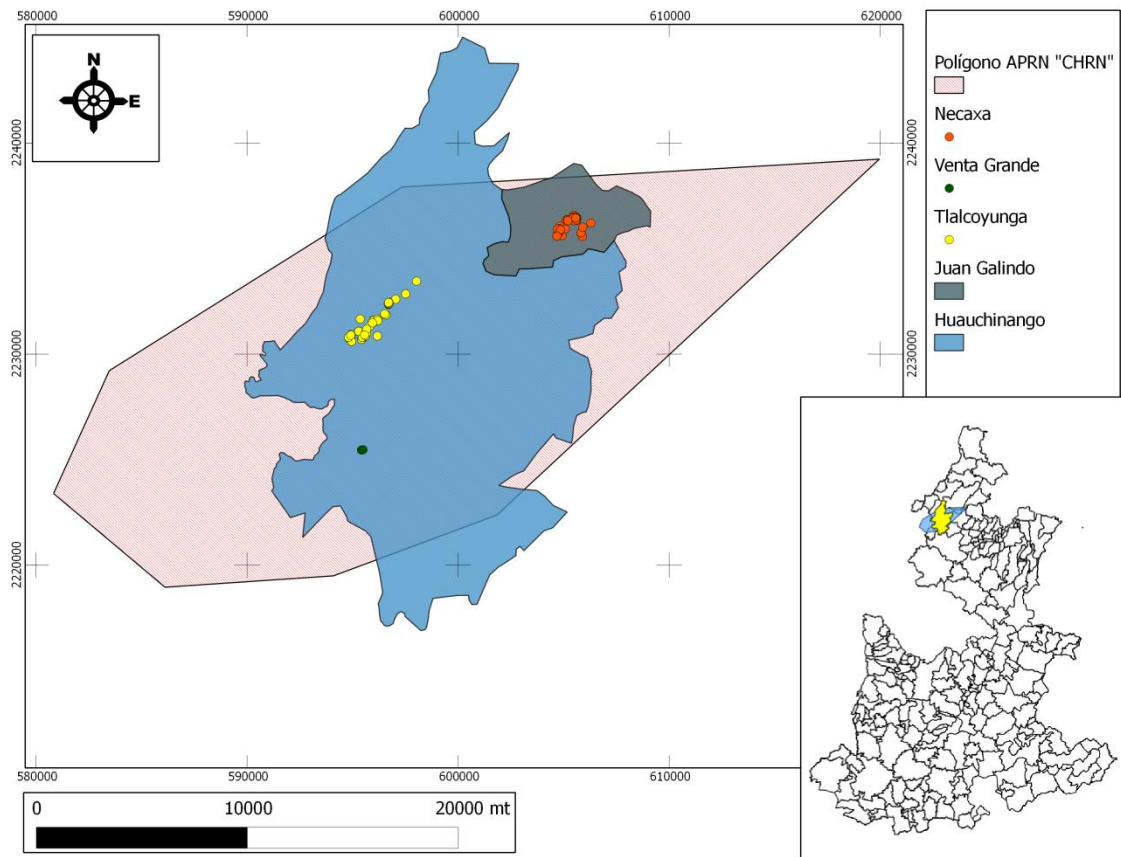 580000
590000
600000
610000
620000
N
E
2240000
2230000
2220000
2240000
2230000
Polígono APRN "CHRN"
Necaxa
Venta Grande
Tlalcoyunga
Juan Galindo
Huauchinango
580000
590000
600000
610000
0
10000
20000 mt